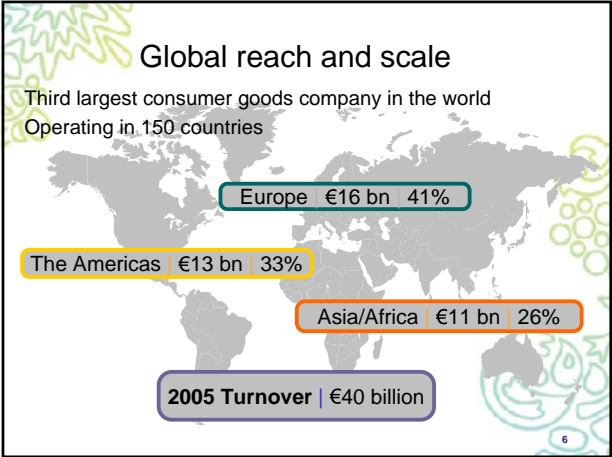 Global reach and scale
Third largest consumer goods company in the world
Operating in 150 countries
Europe | €16 bn | 41%
The Americas | €13 bn | 33%
Asia/Africa | €11 bn | 26%
2005 Turnover | €40 billion
6